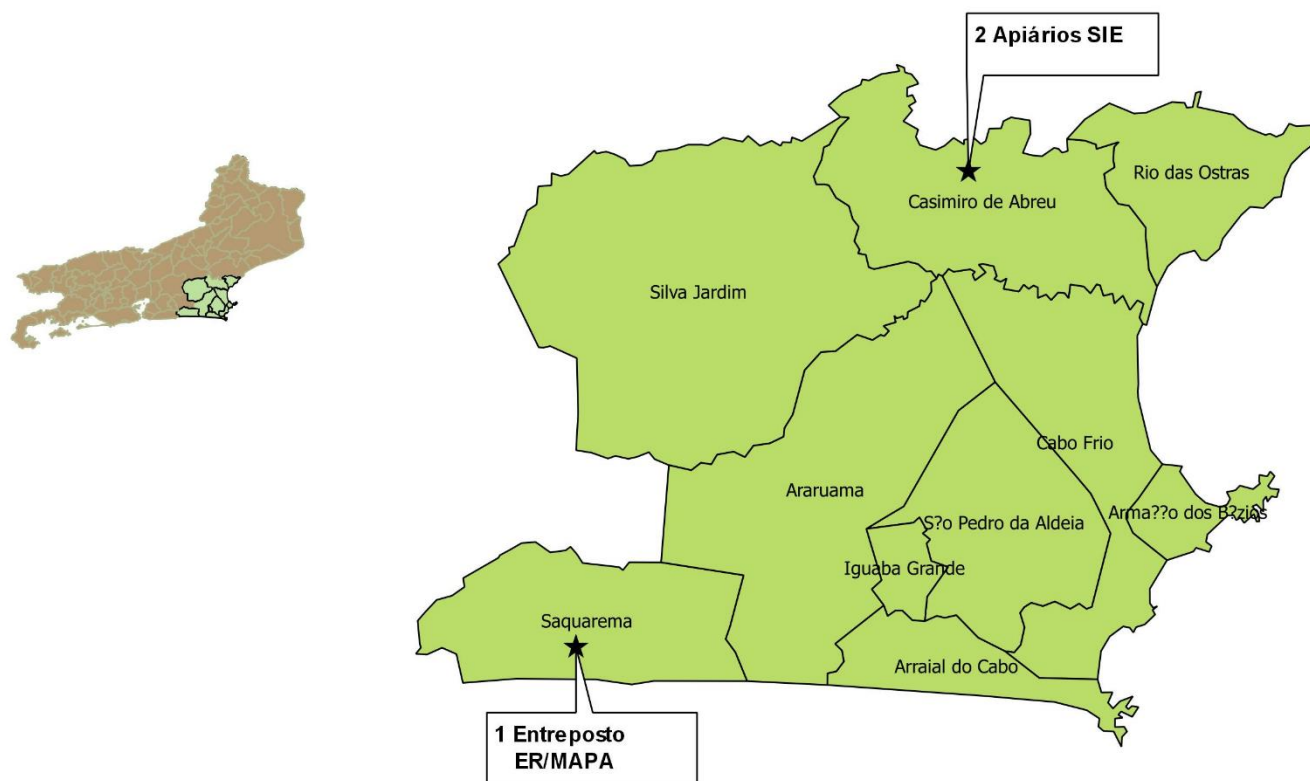 2 Apiários SIE
Rio das Ostras
Casimiro de Abreu
Silva Jardim
Cabo Frio
Araruama
Arma??o dos B?zios
S?o Pedro da Aldeia
Iguaba Grande
Saquarema
Arraial do Cabo
1 Entreposto
ER/MAPA